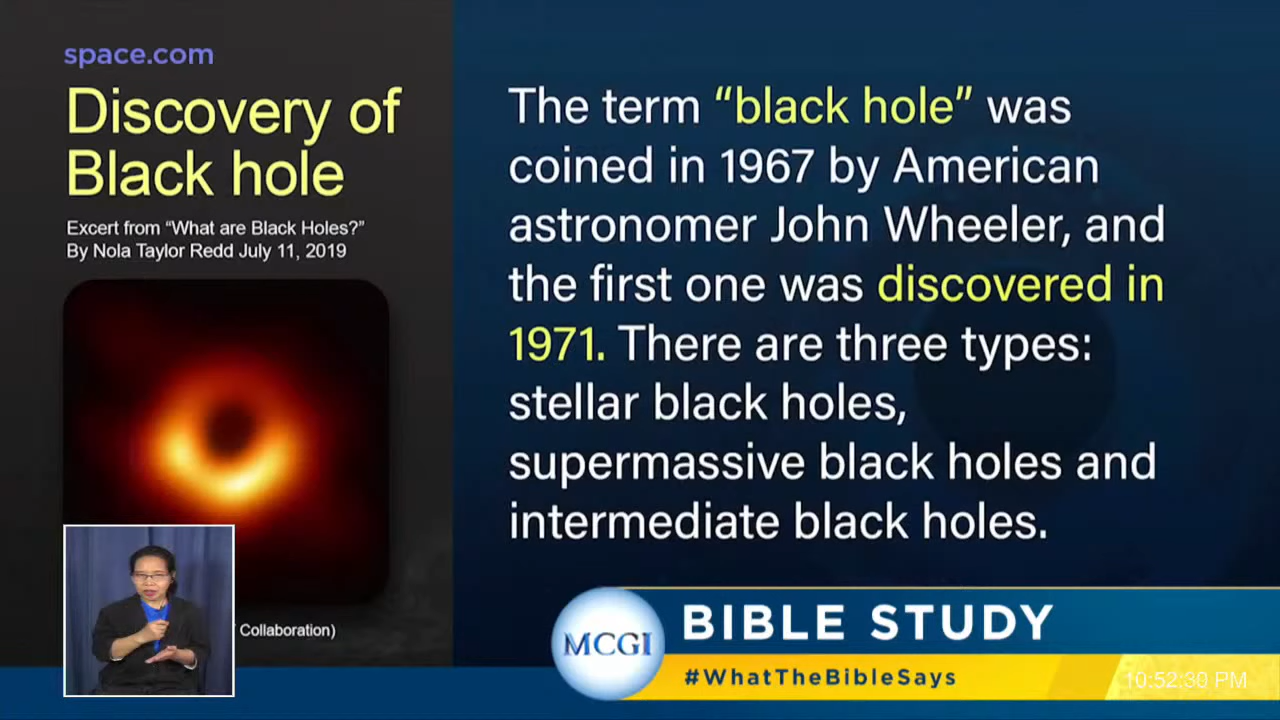 space.com
Discovery of
Black hole
Excert from “What are Black Holes?”
By Nola Taylor Redd July 11, 2019
Collaboration)
The term “black hole” was
coined in 1967 by American
astronomer John Wheeler, and
the first one was discovered in
1971. There are three types:
stellar black holes,
supermassive black holes and
intermediate black holes.
MCGI
BIBLE STUDY
#WhatTheBibleSays
10:52:30 PM